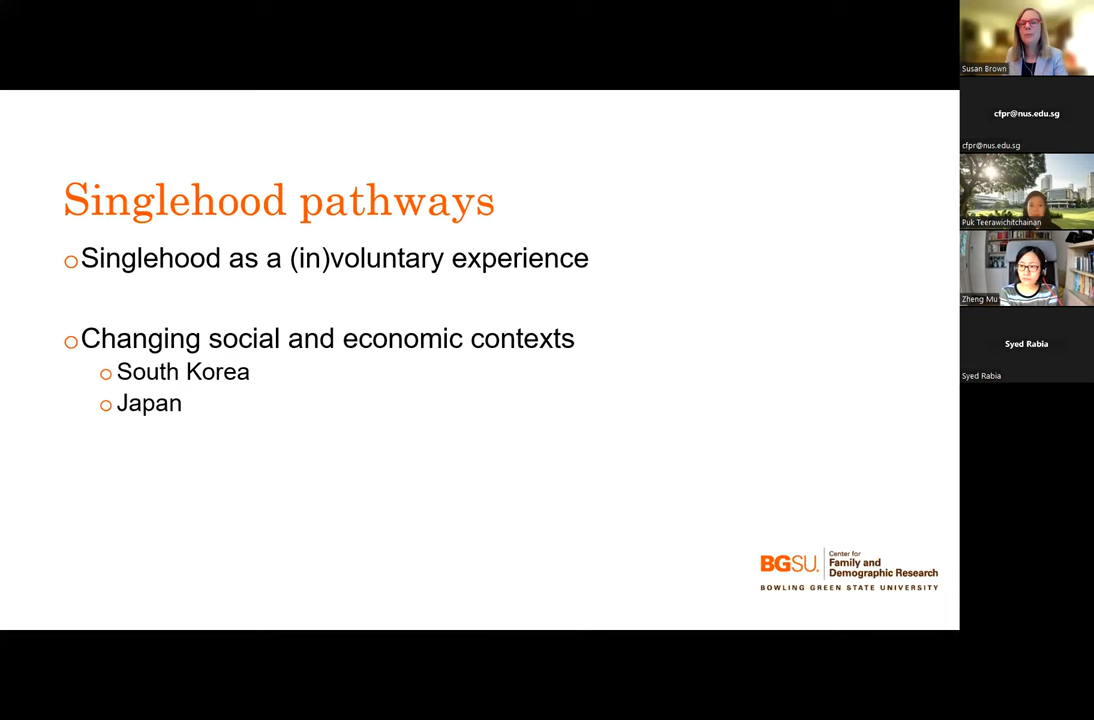 Singlehood pathways
Singlehood as a (in)voluntary experience
Changing social and economic contexts
South Korea
Japan
BGSU.
Center for
Family and
Demographic Research
BOWLING GREEN STATE UNIVERSITY
Susan Brown
cfpr@nus.edu.sg
cfpr@nus.edu.sg
Puk Teerawichitchainan
Zheng Mu
Syed Rabia
Syed Rabia